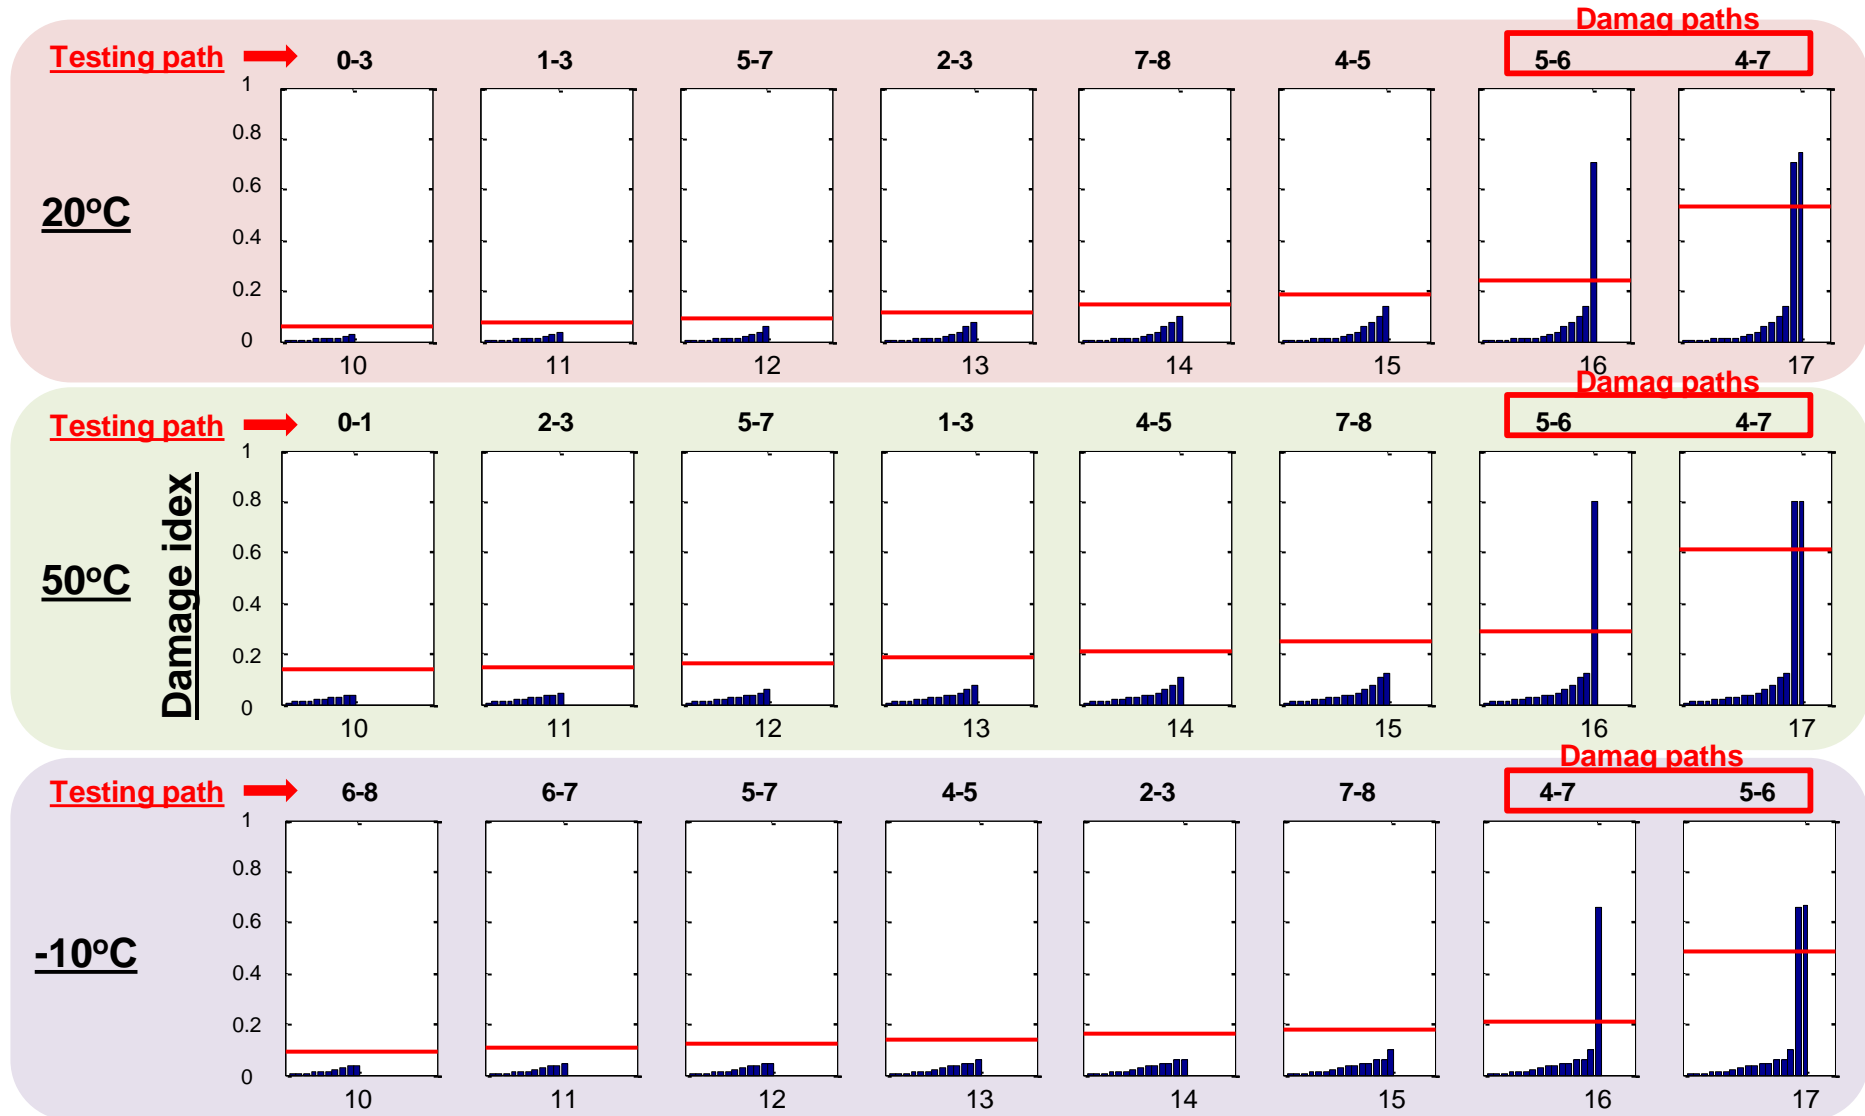 Damag paths
Testing path 0-3 1-3 5-7 2-3 7-8 4-5 5-6 4-7
1
0.8
0.6
20°C
0.4
0.2
0
10 11 12 13 14 15 16 17
Damag paths
Testing path 0-1 2-3 5-7 1-3 4-5 7-8 5-6 4-7
1
0.8
0.6
50°C
Damage idex
0.4
0.2
0
10 11 12 13 14 15 16 17
Damag paths
Testing path 6-8 6-7 5-7 4-5 2-3 7-8 4-7 5-6
1
0.8
0.6
-10°C
0.4
0.2
0
10 11 12 13 14 15 16 17